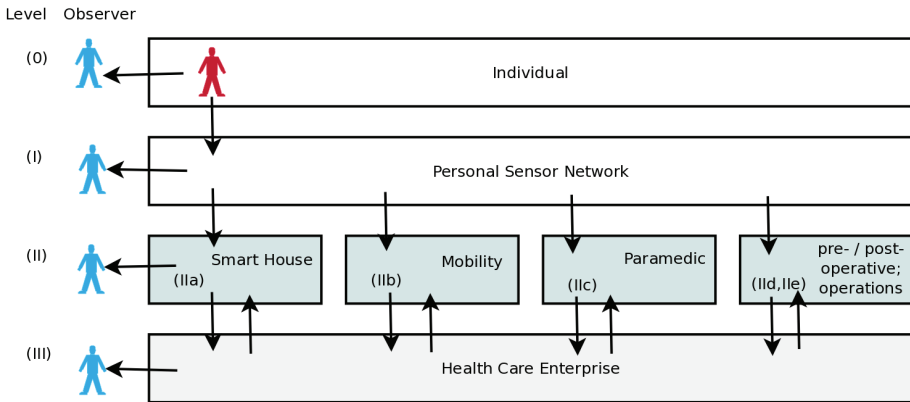 Level Observer
(0)
Individual
(I)
Personal Sensor Network
(II)
Smart House
(IIa)
Mobility
(IIb)
Paramedic
(IIc)
pre- / post-
operative;
operations
(IId,IIe)
(III)
Health Care Enterprise